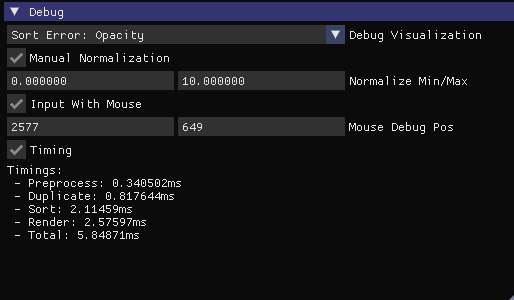 Debug
Sort Error: Opacity Debug Visualization
Manual Normalization
0.000000 10.000000 Normalize Min/Max
Input With Mouse
2577 649 Mouse Debug Pos
Timing
Timings:
- Preprocess: 0.340502ms
- Duplicate: 0.817644ms
- Sort: 2.11459ms
- Render: 2.57597ms
- Total: 5.84871ms